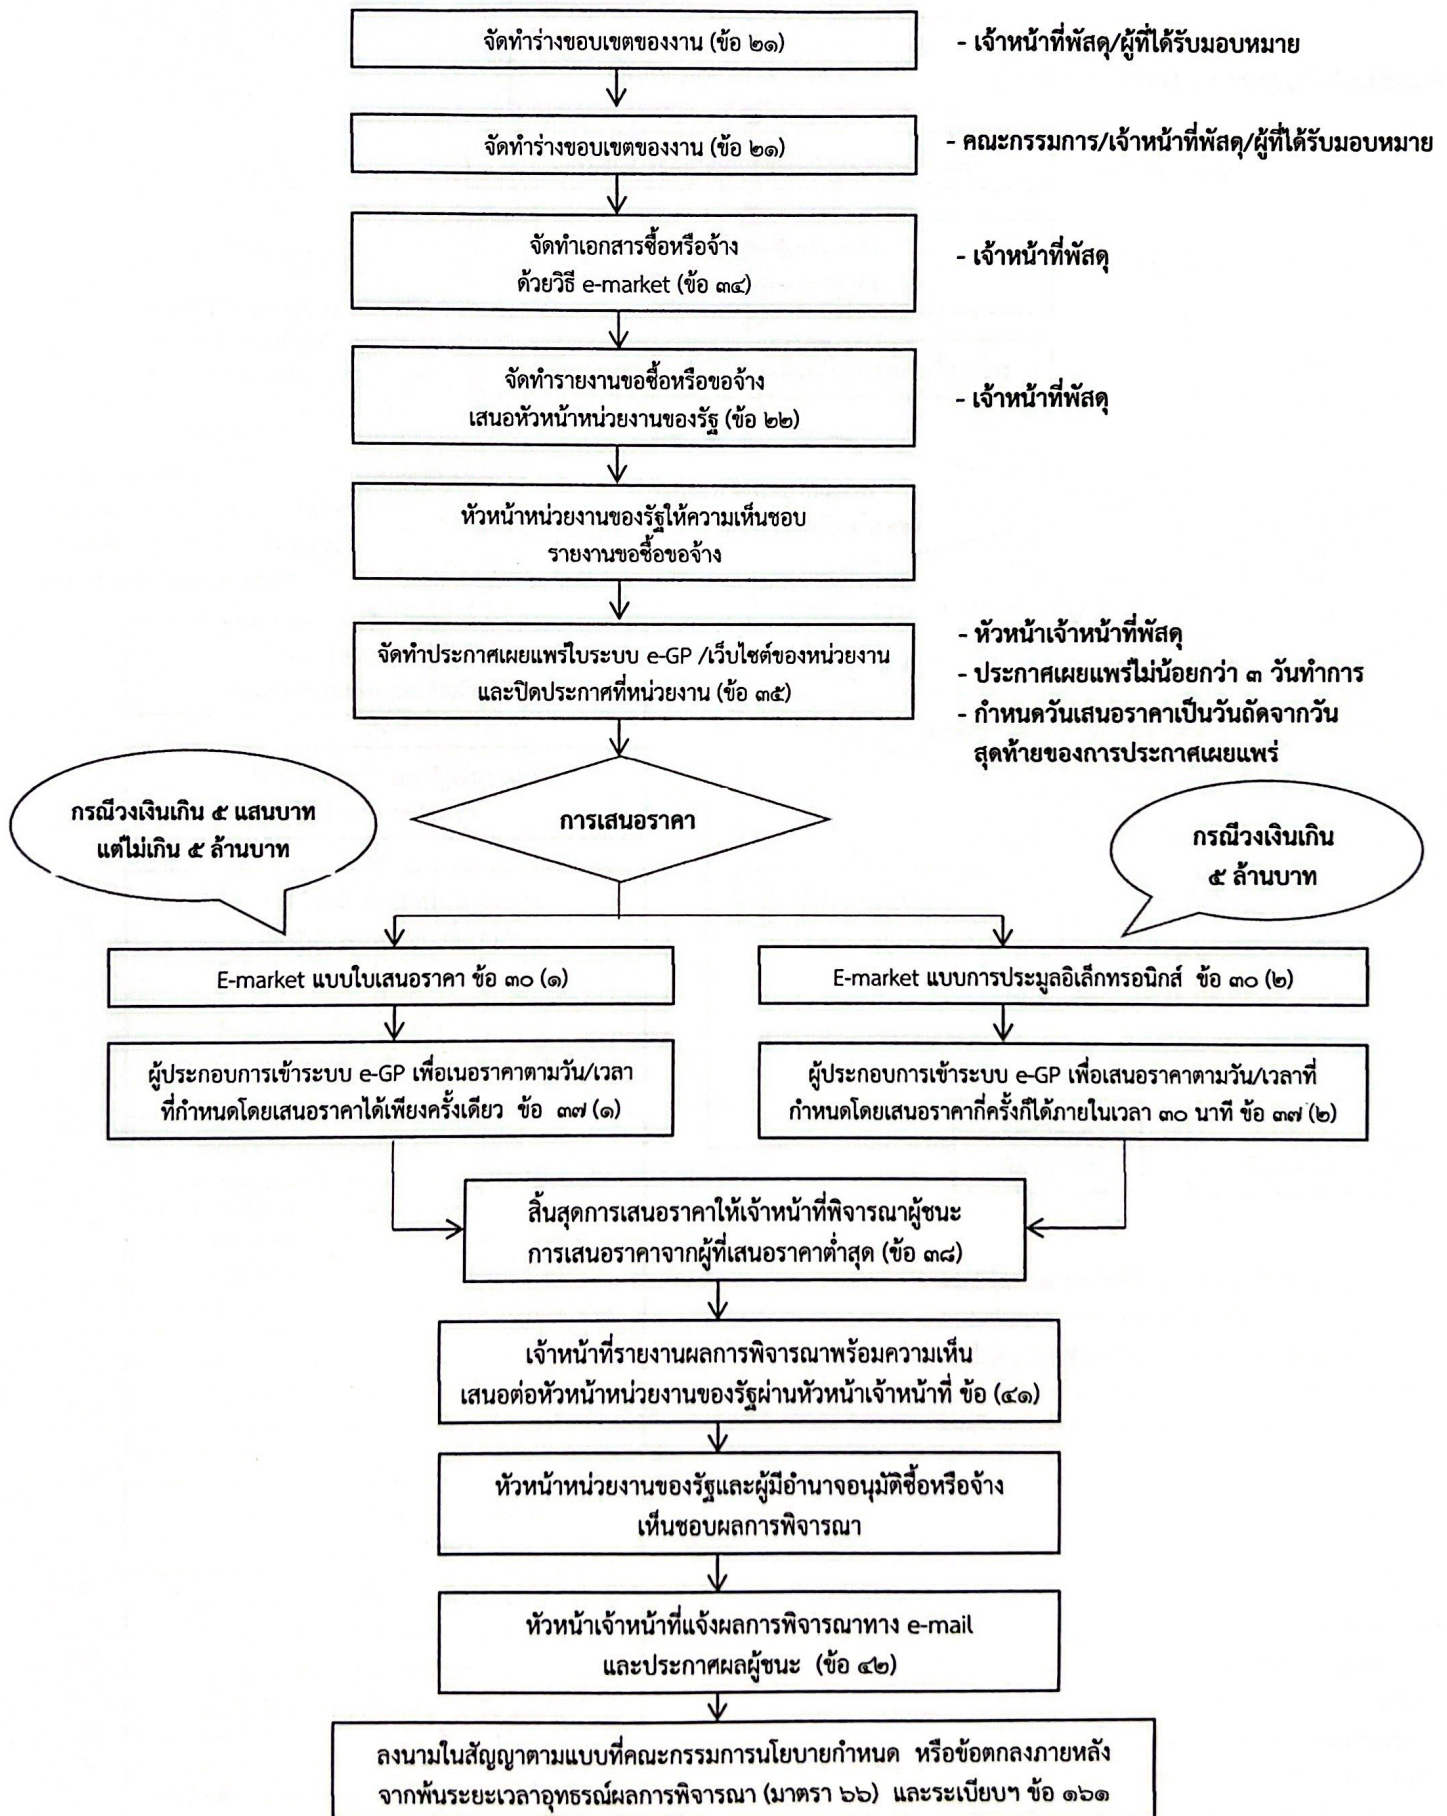 จัดทำร่างขอบเขตของงาน (ข้อ ๒๑)
- เจ้าหน้าที่พัสดุ/ผู้ที่ได้รับมอบหมาย
จัดทำร่างขอบเขตของงาน (ข้อ ๒๑)
- คณะกรรมการ/เจ้าหน้าที่พัสดุ/ผู้ที่ได้รับมอบหมาย
จัดทำเอกสารซื้อหรือจ้าง
ด้วยวิธี e-market (ข้อ ๓๔)
- เจ้าหน้าที่พัสดุ
จัดทำรายงานขอซื้อหรือขอจ้าง
เสนอหัวหน้าหน่วยงานของรัฐ (ข้อ ๒๒)
- เจ้าหน้าที่พัสดุ
หัวหน้าหน่วยงานของรัฐให้ความเห็นชอบ
รายงานขอซื้อขอจ้าง
จัดทำประกาศเผยแพร่ใบระบบ e-GP /เว็บไซต์ของหน่วยงาน
และปิดประกาศที่หน่วยงาน (ข้อ ๓๕)
- หัวหน้าเจ้าหน้าที่พัสดุ
- ประกาศเผยแพร่ไม่น้อยกว่า ๓ วันทำการ
- กำหนดวันเสนอราคาเป็นวันถัดจากวัน
สุดท้ายของการประกาศเผยแพร่
กรณีวงเงินเกิน ๕ แสนบาท
แต่ไม่เกิน ๕ ล้านบาท
การเสนอราคา
กรณีวงเงินเกิน
๕ ล้านบาท
E-market แบบใบเสนอราคา ข้อ ๓๐ (๑)
E-market แบบการประมูลอิเล็กทรอนิกส์ ข้อ ๓๐ (๒)
ผู้ประกอบการเข้าระบบ e-GP เพื่อเนอราคาตามวัน/เวลา
ที่กำหนดโดยเสนอราคาได้เพียงครั้งเดียว ข้อ ๓๗ (๑)
ผู้ประกอบการเข้าระบบ e-GP เพื่อเสนอราคาตามวัน/เวลาที่
กำหนดโดยเสนอราคากี่ครั้งก็ได้ภายในเวลา ๓๐ นาที ข้อ ๓๗ (๒)
สิ้นสุดการเสนอราคาให้เจ้าหน้าที่พิจารณาผู้ชนะ
การเสนอราคาจากผู้ที่เสนอราคาต่ำสุด (ข้อ ๓๘)
เจ้าหน้าที่รายงานผลการพิจารณาพร้อมความเห็น
เสนอต่อหัวหน้าหน่วยงานของรัฐผ่านหัวหน้าเจ้าหน้าที่ ข้อ (๔๑)
หัวหน้าหน่วยงานของรัฐและผู้มีอำนาจอนุมัติซื้อหรือจ้าง
เห็นชอบผลการพิจารณา
หัวหน้าเจ้าหน้าที่แจ้งผลการพิจารณาทาง e-mail
และประกาศผลผู้ชนะ (ข้อ ๔๒)
ลงนามในสัญญาตามแบบที่คณะกรรมการนโยบายกำหนด หรือข้อตกลงภายหลัง
จากพ้นระยะเวลาอุทธรณ์ผลการพิจารณา (มาตรา ๖๖) และระเบียบฯ ข้อ ๑๖๑